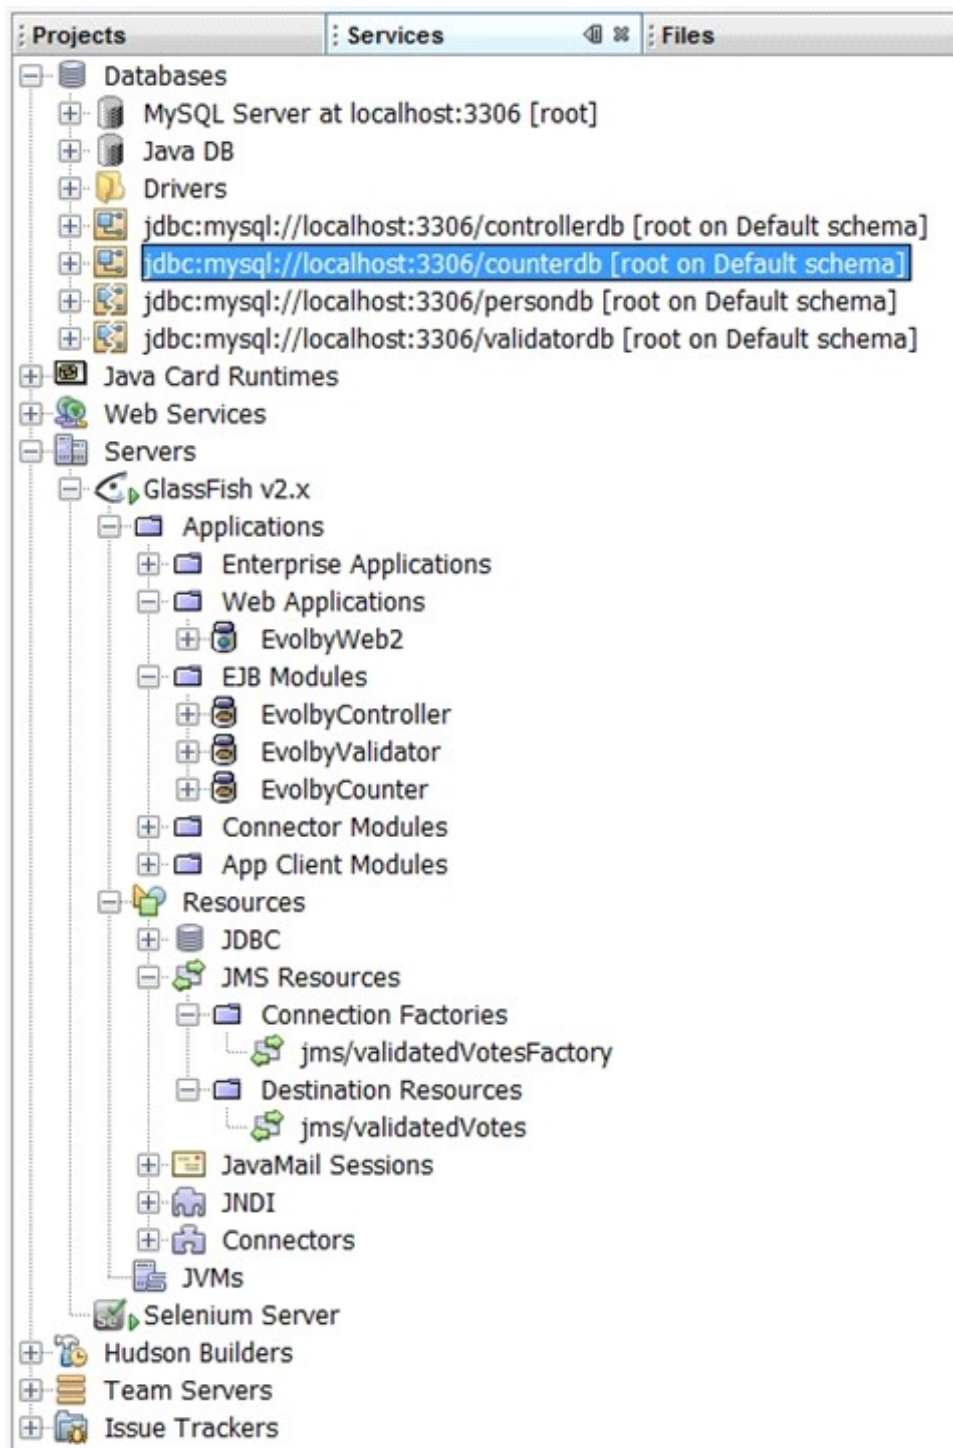 Projects Services Files
Databases
MySQL Server at localhost:3306 [root]
Java DB
Drivers
jdbc:mysql://localhost:3306/controllerdb [root on Default schema]
jdbc:mysql://localhost:3306/counterdb [root on Default schema]
jdbc:mysql://localhost:3306/persondb [root on Default schema]
jdbc:mysql://localhost:3306/validatordb [root on Default schema]
Java Card Runtimes
Web Services
Servers
GlassFish v2.x
Applications
Enterprise Applications
Web Applications
EvolbyWeb2
EJB Modules
EvolbyController
EvolbyValidator
EvolbyCounter
Connector Modules
App Client Modules
Resources
JDBC
JMS Resources
Connection Factories
jms/validatedVotesFactory
Destination Resources
jms/validatedVotes
JavaMail Sessions
JNDI
Connectors
JVMs
Se Selenium Server
Hudson Builders
Team Servers
Issue Trackers